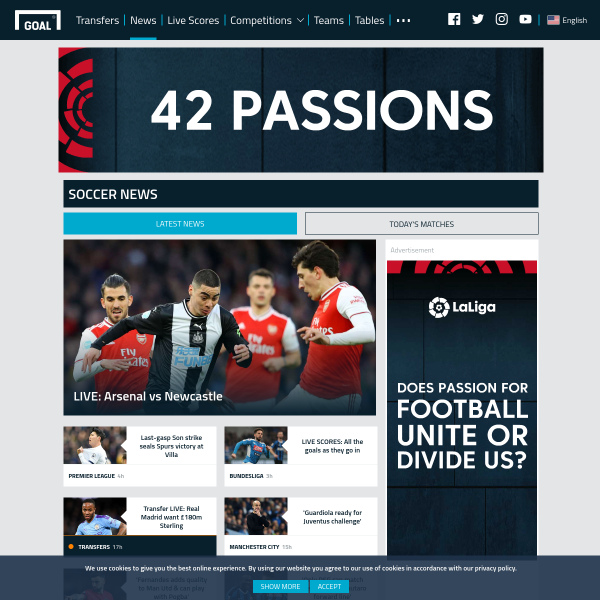 GOAL
Transfers
News
Live Scores
Competitions
Teams
Tables
English
42 PASSIONS
SOCCER NEWS
LATEST NEWS
TODAY'S MATCHES
LIVE: Arsenal vs Newcastle
Advertisement
LaLiga
DOES PASSION FOR
FOOTBALL
UNITE OR
DIVIDE US?
Last-gasp Son strike
seals Spurs victory at
Villa
PREMIER LEAGUE 4h
LIVE SCORES: All the
goals as they go in
BUNDESLIGA 3h
Transfer LIVE: Real
Madrid want £180m
Sterling
TRANSFERS 17h
'Guardiola ready for
Juventus challenge'
MANCHESTER CITY
We use cookies to give you the best online experience. By using our website you agree to our use of cookies in accordance with our privacy policy.
SHOW MORE
ACCEPT